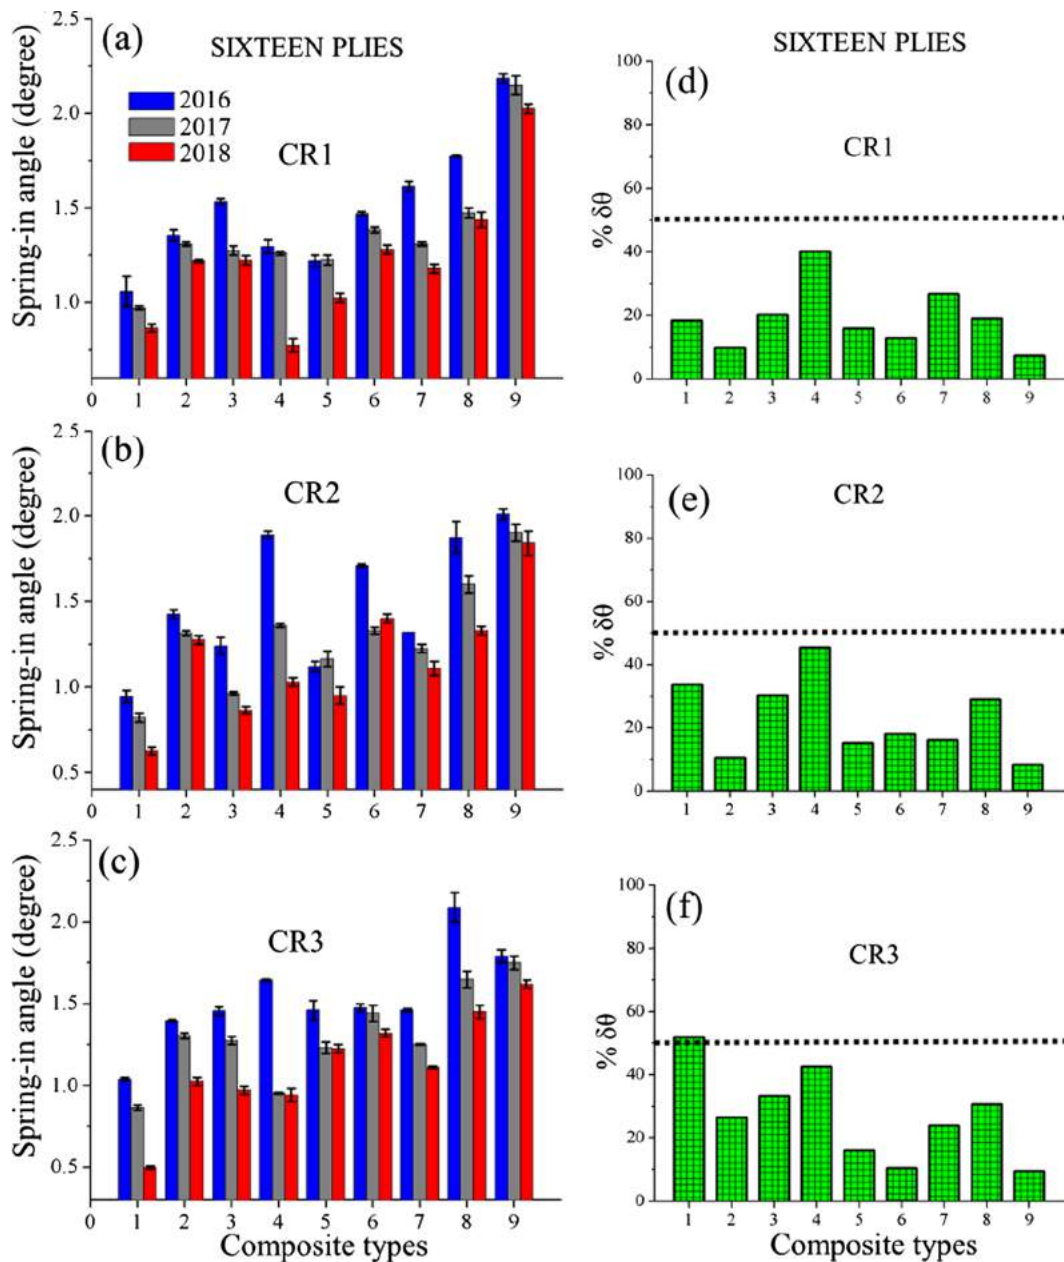 (a)
SIXTEEN PLIES
2016
2017
2018
CR1
Spring-in angle (degree)
2.5
2.0
1.5
1.0
0 1 2 3 4 5 6 7 8 9
SIXTEEN PLIES
(d)
CR1
% δθ
100
80
60
40
20
0
1 2 3 4 5 6 7 8 9
(b)
CR2
Spring-in angle (degree)
2.5
2.0
1.5
1.0
0.5
0 1 2 3 4 5 6 7 8 9
(e)
CR2
% δθ
100
80
60
40
20
0
1 2 3 4 5 6 7 8 9
(c)
CR3
Spring-in angle (degree)
2.5
2.0
1.5
1.0
0.5
0 1 2 3 4 5 6 7 8 9
Composite types
(f)
CR3
% δθ
100
80
60
40
20
0
1 2 3 4 5 6 7 8 9
Composite types